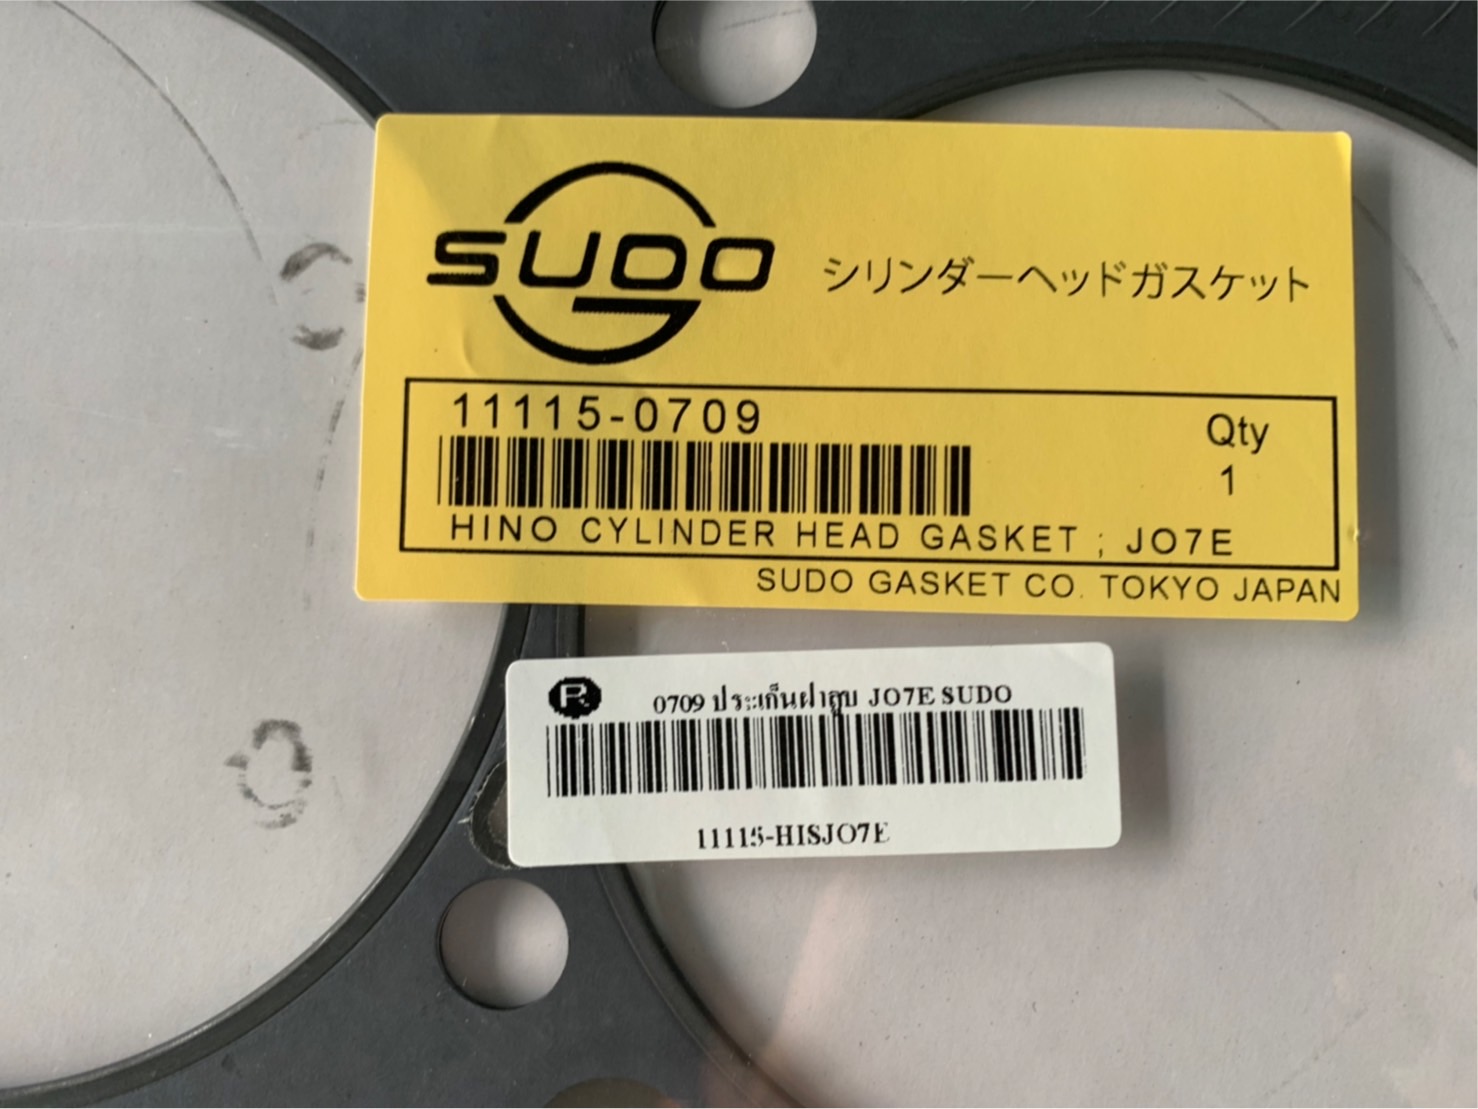 SUDO
シリンダーヘッドガスケット
11115-0709
Qty
1
HINO CYLINDER HEAD GASKET ; JO7E
SUDO GASKET CO. TOKYO JAPAN
R
0709 ประเก็นฝาสูบ JO7E SUDO
11115-HISJO7E